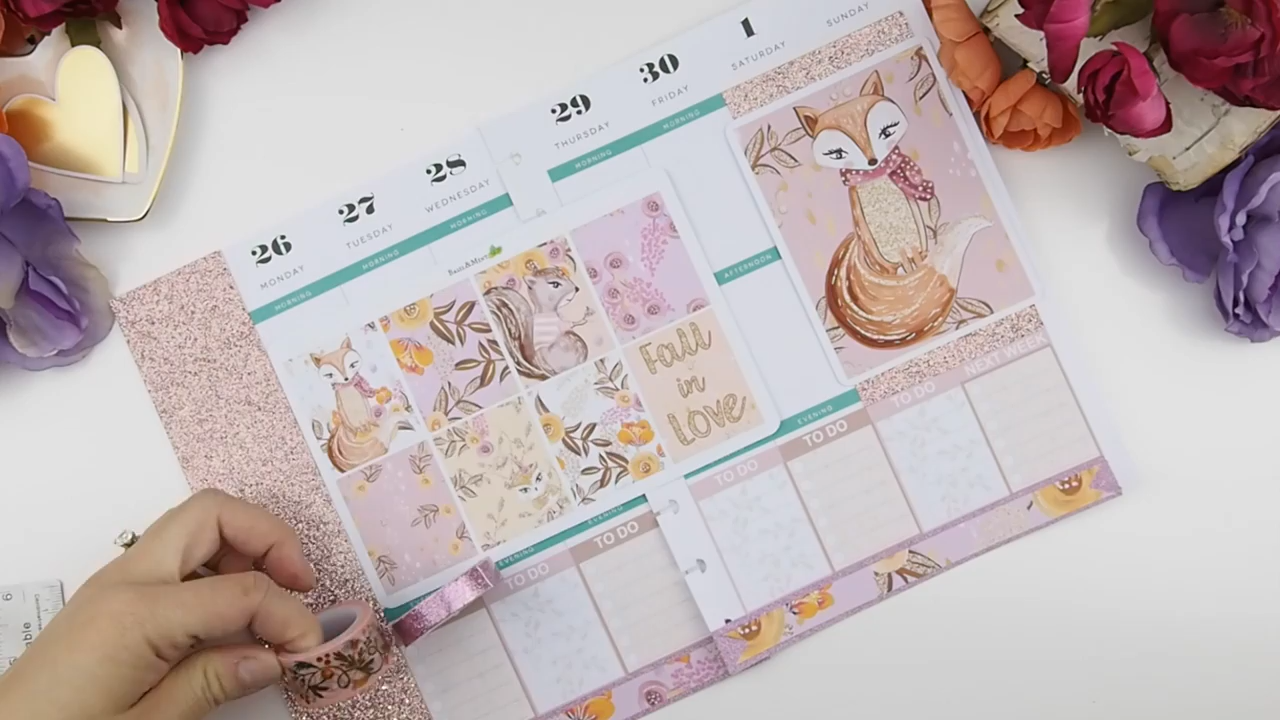 26
MONDAY
27
TUESDAY
28
WEDNESDAY
29
THURSDAY
30
FRIDAY
1
SATURDAY
SUNDAY
MORNING
MORNING
MORNING
MORNING
MORNING
AFTERNOON
Fall
in
Love
EVENING
EVENING
EVENING
TO DO
TO DO
TO DO
TO DO
TO DO
NEXT WEEK